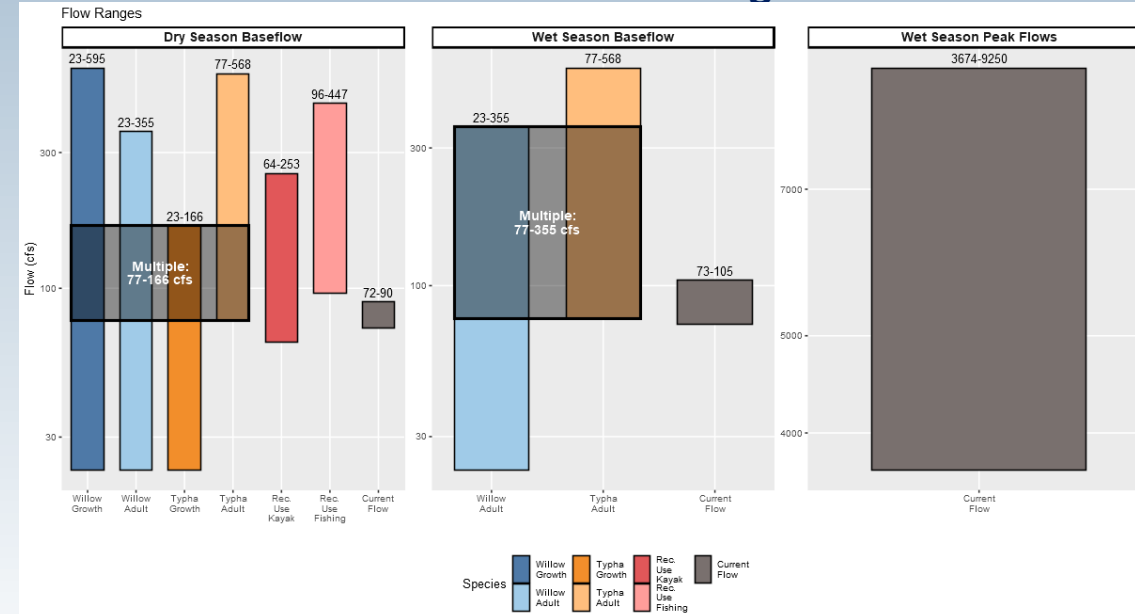 Flow Ranges
Dry Season Baseflow
23-595
77-568
96-447
23-355
64-253
23-166
72-90
Multiple:
77-166 cfs
Flow (cfs)
300
100
30
Willow
Growth
Willow
Adult
Typha
Growth
Typha
Adult
Rec.
Use
Kayak
Rec.
Use
Fishing
Current
Flow
Wet Season Baseflow
77-568
23-355
73-105
Multiple:
77-355 cfs
300
100
30
Willow
Adult
Typha
Adult
Current
Flow
Wet Season Peak Flows
3674-9250
7000
5000
4000
Current
Flow
Species
Willow
Growth
Typha
Growth
Rec.
Use
Kayak
Current
Flow
Willow
Adult
Typha
Adult
Rec.
Use
Fishing